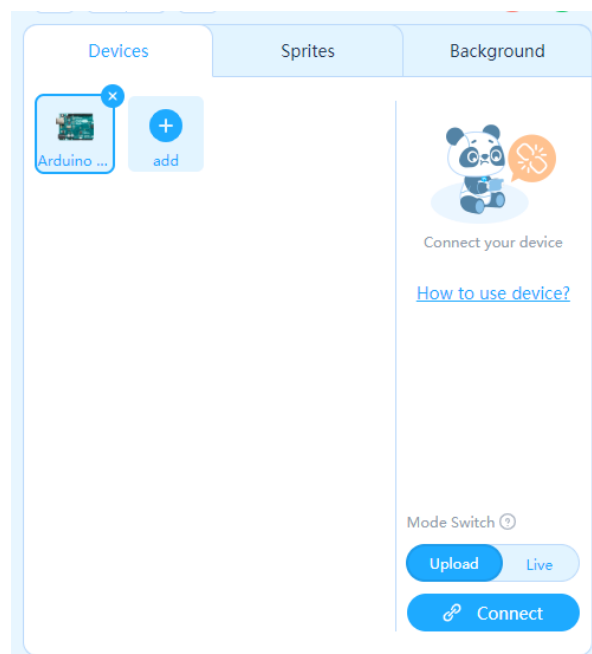 Devices
Sprites
Background
Arduino ...
add
Connect your device
How to use device?
Mode Switch
Upload
Live
Connect